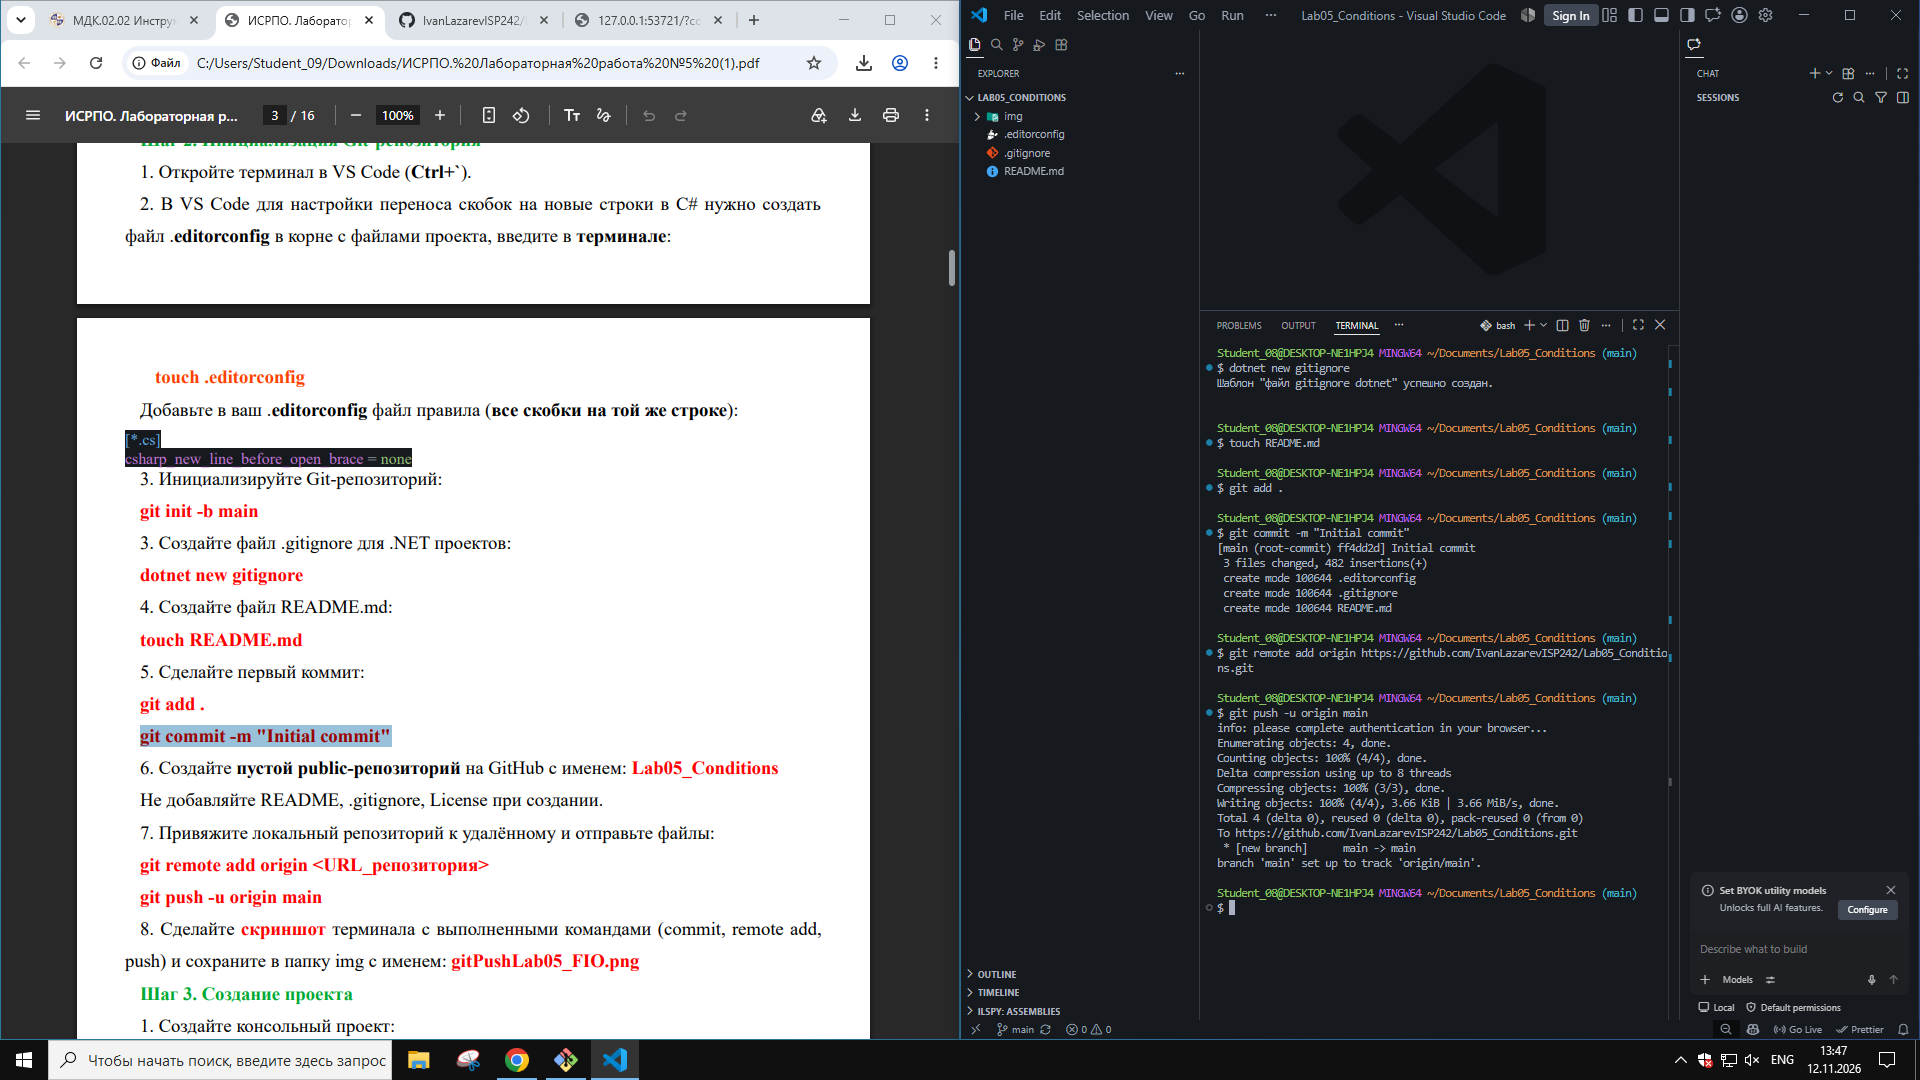 МДК.02.02 Инстру
ИСРПО. Лаборатор
IvanLazarevISP242/
127.0.0.1:53721/?co
Файл
C:/Users/Student_09/Downloads/ИСРПО.%20Лабораторная%20работа%20№5%20(1).pdf
ИСРПО. Лабораторная р...
3 / 16
100%
Шаг 2. Инициализация Git-репозитория
1. Откройте терминал в VS Code (Ctrl+`).
2. В VS Code для настройки переноса скобок на новые строки в C# нужно создать
файл .editorconfig в корне с файлами проекта, введите в терминале:
touch .editorconfig
Добавьте в ваш .editorconfig файл правила (все скобки на той же строке):
[*.cs]
csharp_new_line_before_open_brace = none
3. Инициализируйте Git-репозиторий:
git init -b main
3. Создайте файл .gitignore для .NET проектов:
dotnet new gitignore
4. Создайте файл README.md:
touch README.md
5. Сделайте первый коммит:
git add .
git commit -m "Initial commit"
6. Создайте пустой public-репозиторий на GitHub с именем: Lab05_Conditions
Не добавляйте README, .gitignore, License при создании.
7. Привяжите локальный репозиторий к удалённому и отправьте файлы:
git remote add origin <URL_репозитория>
git push -u origin main
8. Сделайте скриншот терминала с выполненными командами (commit, remote add,
push) и сохраните в папку img с именем: gitPushLab05_FIO.png
Шаг 3. Создание проекта
1. Создайте консольный проект:
File Edit Selection View Go Run ···
Lab05_Conditions - Visual Studio Code
Sign In
EXPLORER
LAB05_CONDITIONS
img
.editorconfig
.gitignore
README.md
OUTLINE
TIMELINE
ILSPY: ASSEMBLIES
PROBLEMS OUTPUT TERMINAL ···
bash
Student_08@DESKTOP-NE1HPJ4 MINGW64 ~/Documents/Lab05_Conditions (main)
$ dotnet new gitignore
Шаблон "файл gitignore dotnet" успешно создан.
Student_08@DESKTOP-NE1HPJ4 MINGW64 ~/Documents/Lab05_Conditions (main)
$ touch README.md
Student_08@DESKTOP-NE1HPJ4 MINGW64 ~/Documents/Lab05_Conditions (main)
$ git add .
Student_08@DESKTOP-NE1HPJ4 MINGW64 ~/Documents/Lab05_Conditions (main)
$ git commit -m "Initial commit"
[main (root-commit) ff4dd2d] Initial commit
3 files changed, 482 insertions(+)
create mode 100644 .editorconfig
create mode 100644 .gitignore
create mode 100644 README.md
Student_08@DESKTOP-NE1HPJ4 MINGW64 ~/Documents/Lab05_Conditions (main)
$ git remote add origin https://github.com/IvanLazarevISP242/Lab05_Conditio
ns.git
Student_08@DESKTOP-NE1HPJ4 MINGW64 ~/Documents/Lab05_Conditions (main)
$ git push -u origin main
info: please complete authentication in your browser...
Enumerating objects: 4, done.
Counting objects: 100% (4/4), done.
Delta compression using up to 8 threads
Compressing objects: 100% (3/3), done.
Writing objects: 100% (4/4), 3.66 KiB | 3.66 MiB/s, done.
Total 4 (delta 0), reused 0 (delta 0), pack-reused 0 (from 0)
To https://github.com/IvanLazarevISP242/Lab05_Conditions.git
* [new branch] main -> main
branch 'main' set up to track 'origin/main'.
Student_08@DESKTOP-NE1HPJ4 MINGW64 ~/Documents/Lab05_Conditions (main)
$
CHAT
SESSIONS
Set BYOK utility models
Unlocks full AI features.
Configure
Describe what to build
Models
Local
Default permissions
main
0 0
Go Live
Prettier
Чтобы начать поиск, введите здесь запрос
ENG
13:47
12.11.2026